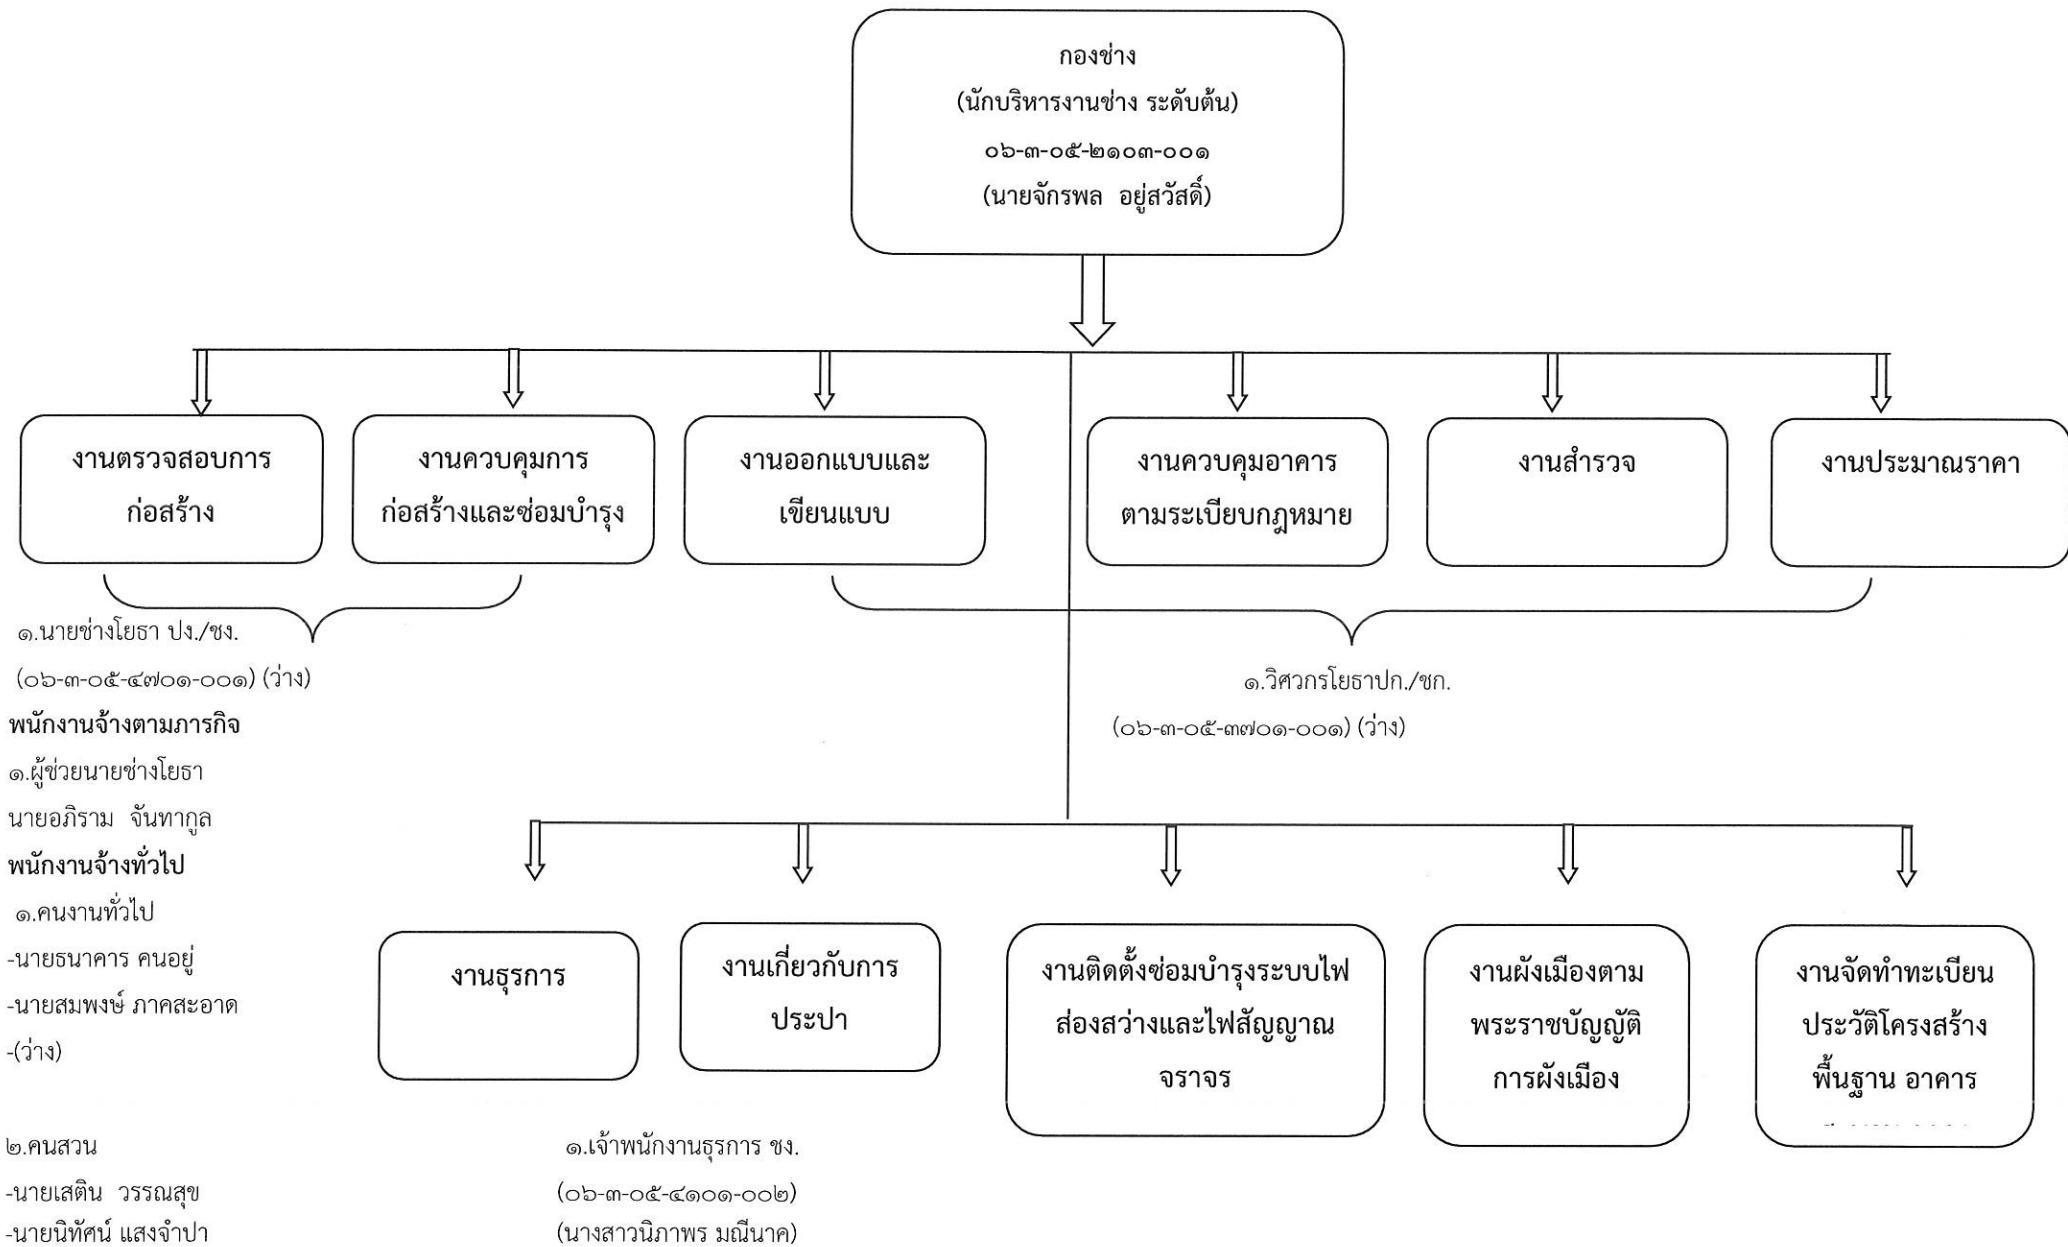 กองช่าง
(นักบริหารงานช่าง ระดับต้น)
๐๖-๓-๐๕-๒๑๐๓-๐๐๑
(นายจักรพล อยู่สวัสดิ์)
งานตรวจสอบการ
ก่อสร้าง
งานควบคุมการ
ก่อสร้างและซ่อมบำรุง
งานออกแบบและ
เขียนแบบ
งานควบคุมอาคาร
ตามระเบียบกฎหมาย
งานสำรวจ
งานประมาณราคา
๑.นายช่างโยธา ปง./ชง.
(๐๖-๓-๐๕-๔๗๐๑-๐๐๑) (ว่าง)
พนักงานจ้างตามภารกิจ
๑.ผู้ช่วยนายช่างโยธา
นายอภิราม จันทากูล
พนักงานจ้างทั่วไป
๑.คนงานทั่วไป
-นายธนาคาร คนอยู่
-นายสมพงษ์ ภาคสะอาด
-(ว่าง)
๒.คนสวน
-นายเสติน วรรณสุข
-นายนิทัศน์ แสงจำปา
๑.วิศวกรโยธาปก./ชก.
(๐๖-๓-๐๕-๓๗๐๑-๐๐๑) (ว่าง)
งานธุรการ
งานเกี่ยวกับการ
ประปา
งานติดตั้งซ่อมบำรุงระบบไฟ
ส่องสว่างและไฟสัญญาณ
จราจร
งานผังเมืองตาม
พระราชบัญญัติ
การผังเมือง
งานจัดทำทะเบียน
ประวัติโครงสร้าง
พื้นฐาน อาคาร
๑.เจ้าพนักงานธุรการ ชง.
(๐๖-๓-๐๕-๔๑๐๑-๐๐๒)
(นางสาวนิภาพร มณีนาค)